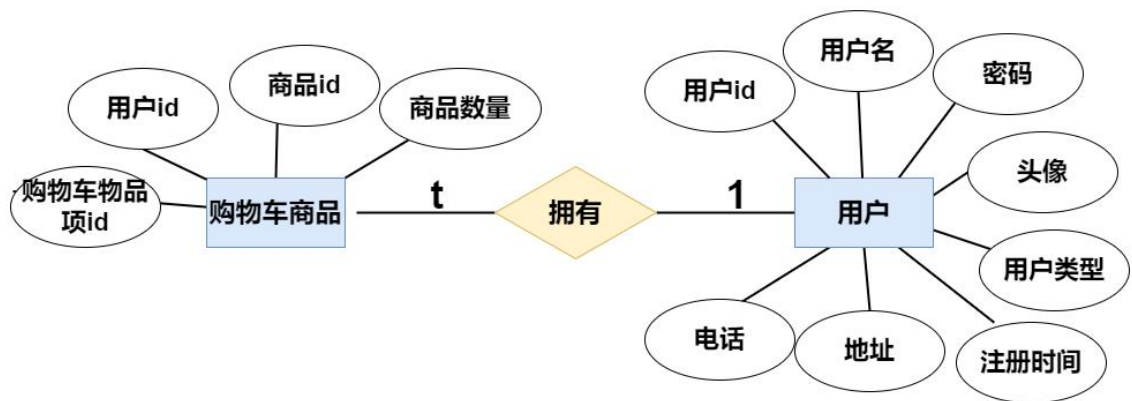 用户id
商品id
商品数量
购物车物品
项id
购物车商品
t
拥有
1
用户id
用户名
密码
头像
用户
用户类型
电话
地址
注册时间